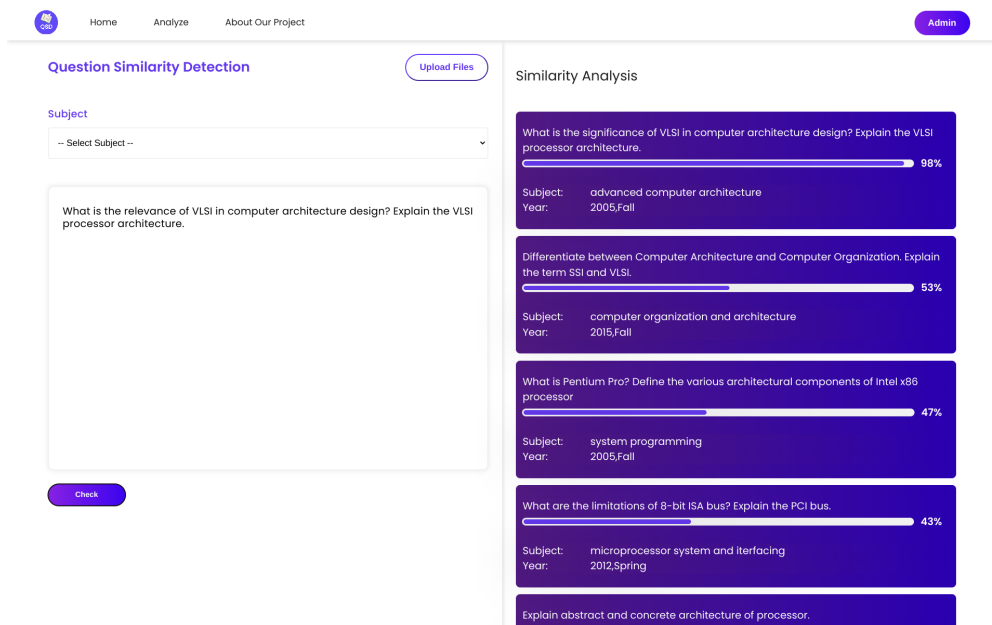 QSD
Home
Analyze
About Our Project
Admin
Question Similarity Detection
Upload Files
Subject
-- Select Subject --
What is the relevance of VLSI in computer architecture design? Explain the VLSI
processor architecture.
Check
Similarity Analysis
What is the significance of VLSI in computer architecture design? Explain the VLSI
processor architecture.
98%
Subject: advanced computer architecture
Year: 2005,Fall
Differentiate between Computer Architecture and Computer Organization. Explain
the term SSI and VLSI.
53%
Subject: computer organization and architecture
Year: 2015,Fall
What is Pentium Pro? Define the various architectural components of Intel x86
processor
47%
Subject: system programming
Year: 2005,Fall
What are the limitations of 8-bit ISA bus? Explain the PCI bus.
43%
Subject: microprocessor system and iterfacing
Year: 2012,Spring
Explain abstract and concrete architecture of processor.